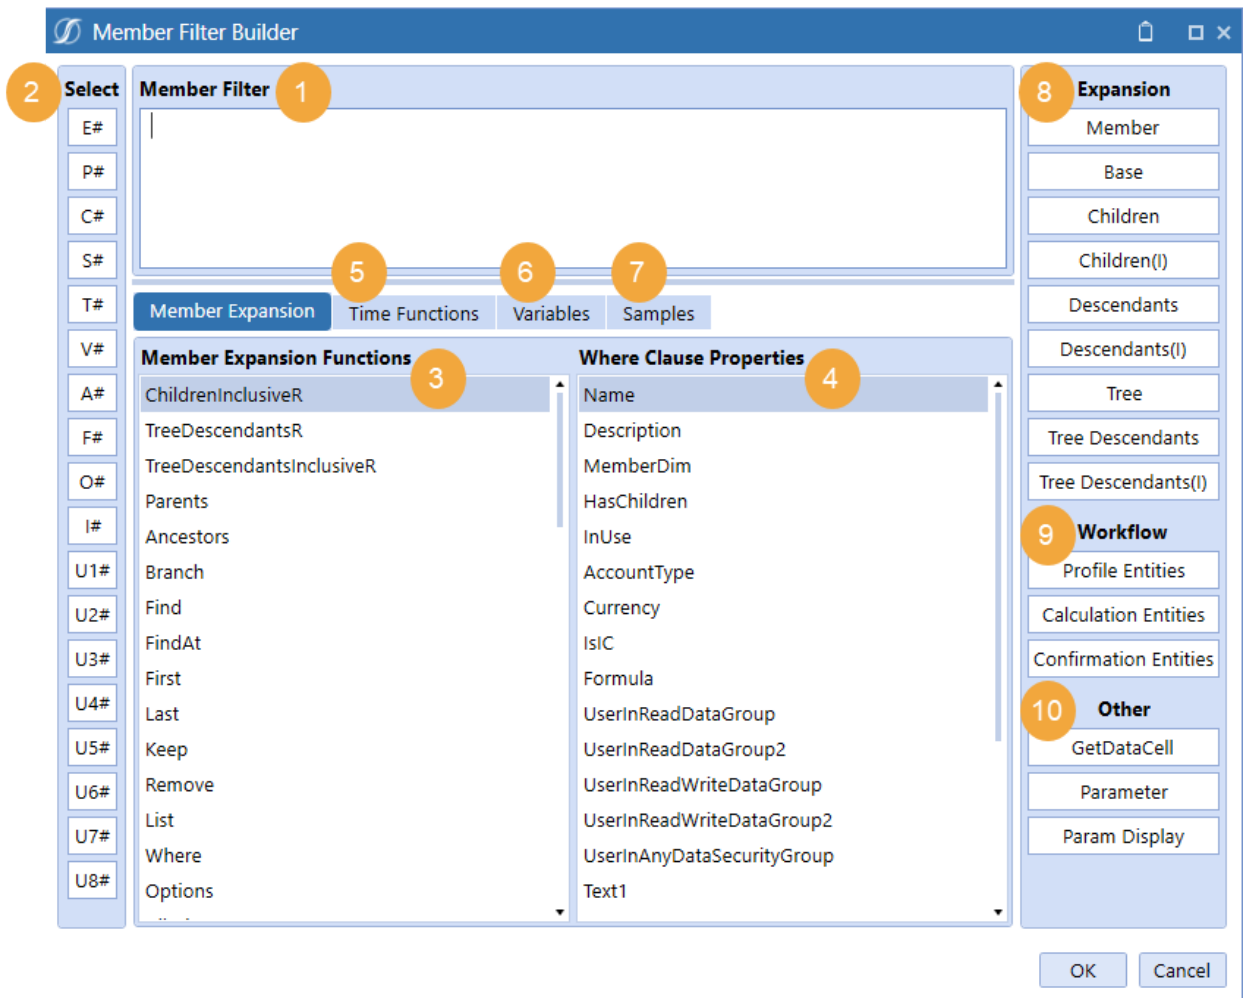 Member Filter Builder
2
Select
E#
P#
C#
S#
T#
V#
A#
F#
O#
I#
U1#
U2#
U3#
U4#
U5#
U6#
U7#
U8#
Member Filter
1
5
6
7
Member Expansion
Time Functions
Variables
Samples
Member Expansion Functions
3
ChildrenInclusiveR
TreeDescendantsR
TreeDescendantsInclusiveR
Parents
Ancestors
Branch
Find
FindAt
First
Last
Keep
Remove
List
Where
Options
Where Clause Properties
4
Name
Description
MemberDim
HasChildren
InUse
AccountType
Currency
IsIC
Formula
UserInReadDataGroup
UserInReadDataGroup2
UserInReadWriteDataGroup
UserInReadWriteDataGroup2
UserInAnyDataSecurityGroup
Text1
8
Expansion
Member
Base
Children
Children(I)
Descendants
Descendants(I)
Tree
Tree Descendants
Tree Descendants(I)
9
Workflow
Profile Entities
Calculation Entities
Confirmation Entities
10
Other
GetDataCell
Parameter
Param Display
OK
Cancel